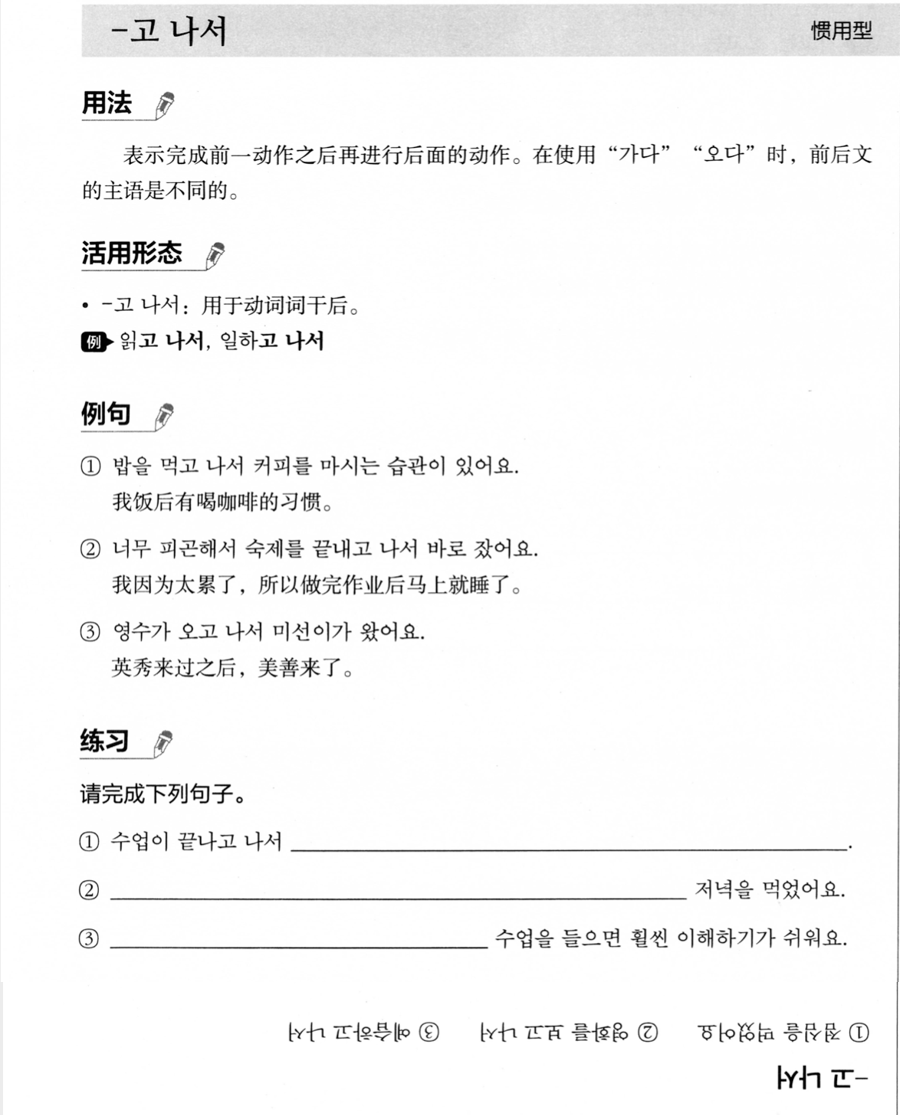 -고 나서 惯用型
用法
表示完成前一动作之后再进行后面的动作。在使用“가다”“오다”时，前后文
的主语是不同的。
活用形态
• -고 나서：用于动词词干后。
例 읽고 나서, 일하고 나서
例句
① 밥을 먹고 나서 커피를 마시는 습관이 있어요.
我饭后有喝咖啡的习惯。
② 너무 피곤해서 숙제를 끝내고 나서 바로 잤어요.
我因为太累了，所以做完作业后马上就睡了。
③ 영수가 오고 나서 미선이가 왔어요.
英秀来过之后，美善来了。
练习
请完成下列句子。
① 수업이 끝나고 나서 ______.
② ______ 저녁을 먹었어요.
③ ______ 수업을 들으면 훨씬 이해하기가 쉬워요.
-고 나서
① 점심을 먹었어요 ② 영화를 보고 나서 ③ 예습하고 나서